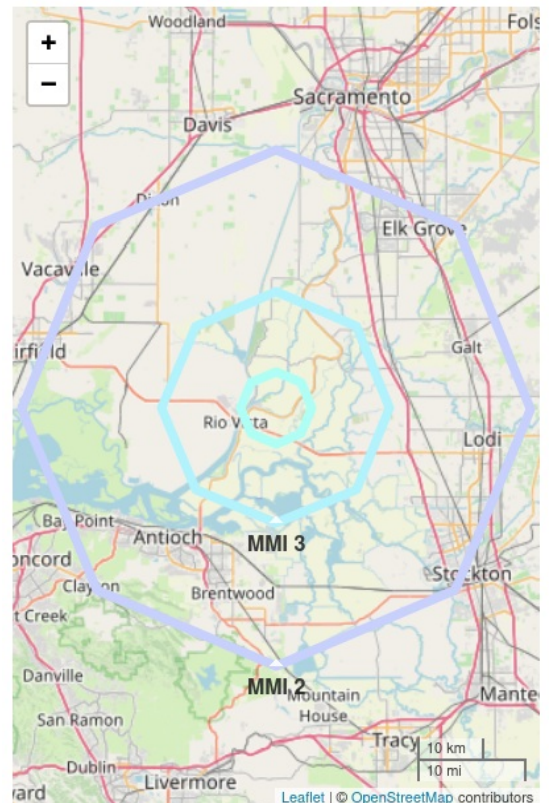 +
−
Woodland
Fols
Sacramento
Davis
Dixon
Elk Grove
Vacaville
Galt
irfield
Rio Vista
Lodi
Bay Point
Antioch
MMI 3
oncord
Clayton
Brentwood
Stockton
t Creek
Danville
MMI 2
Mountain
House
Mante
San Ramon
Tracy
10 km
Dublin
10 mi
Livermore
ward
Leaflet | © OpenStreetMap contributors